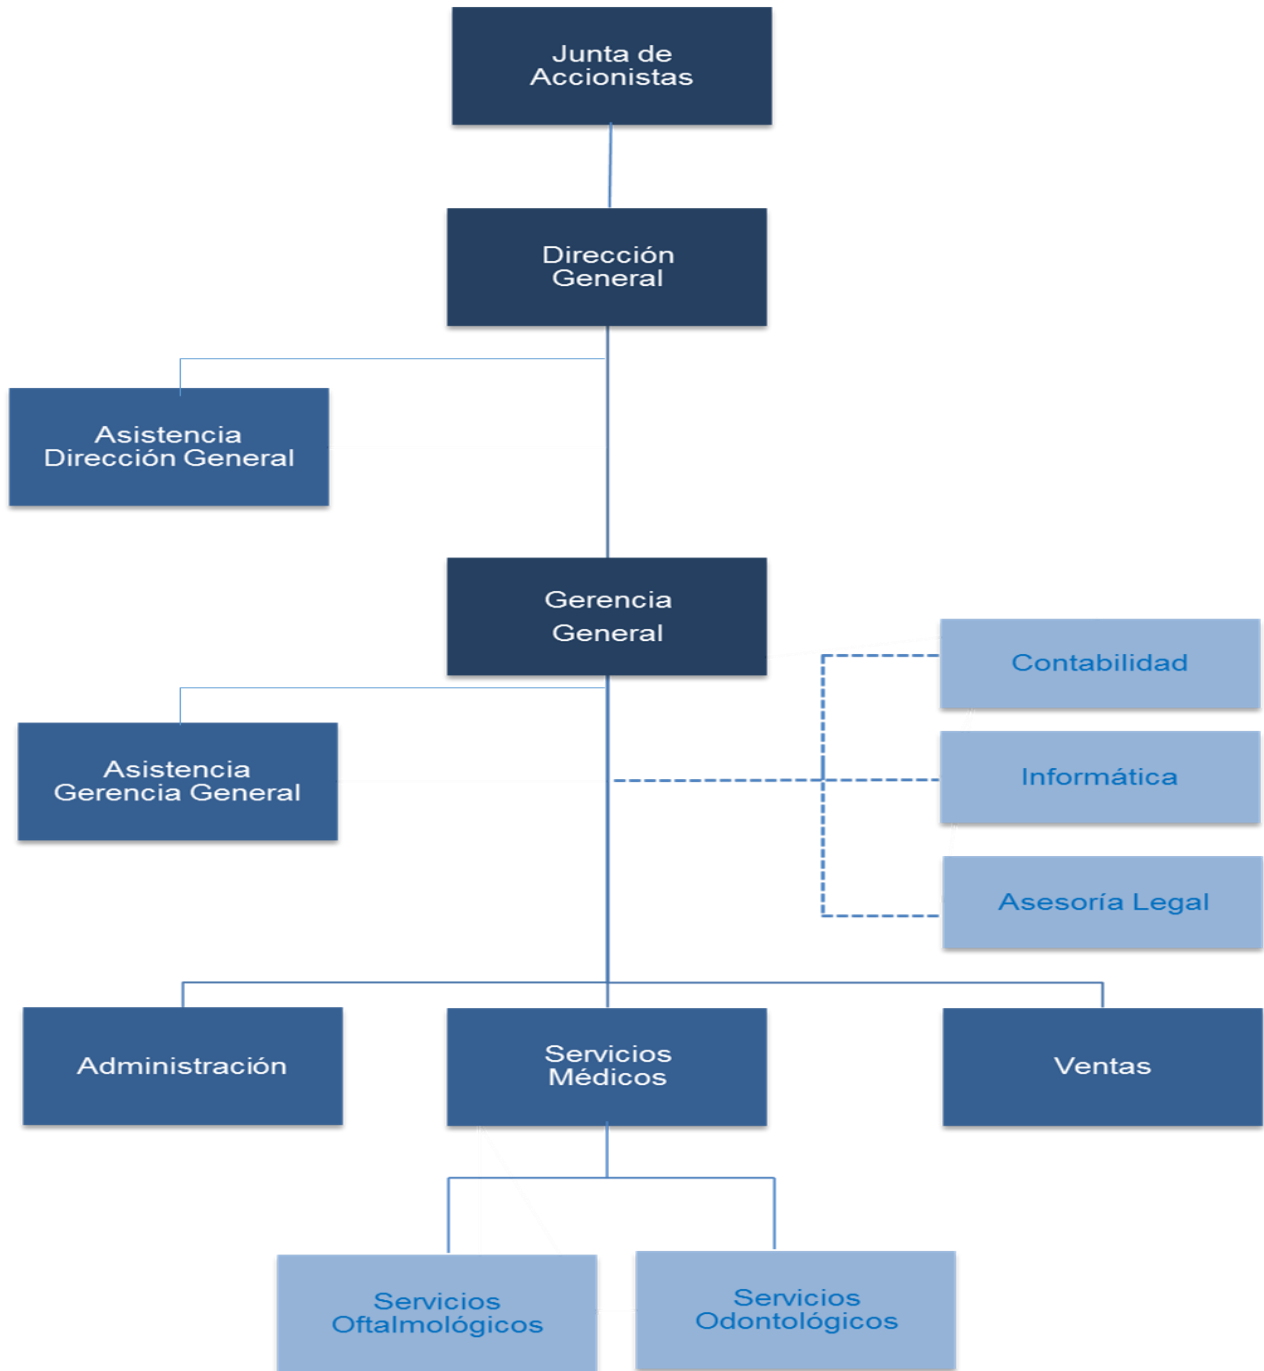 Junta de
Accionistas
Dirección
General
Asistencia
Dirección General
Gerencia
General
Contabilidad
Asistencia
Gerencia General
Informática
Asesoría Legal
Administración
Servicios
Médicos
Ventas
Servicios
Oftalmológicos
Servicios
Odontológicos